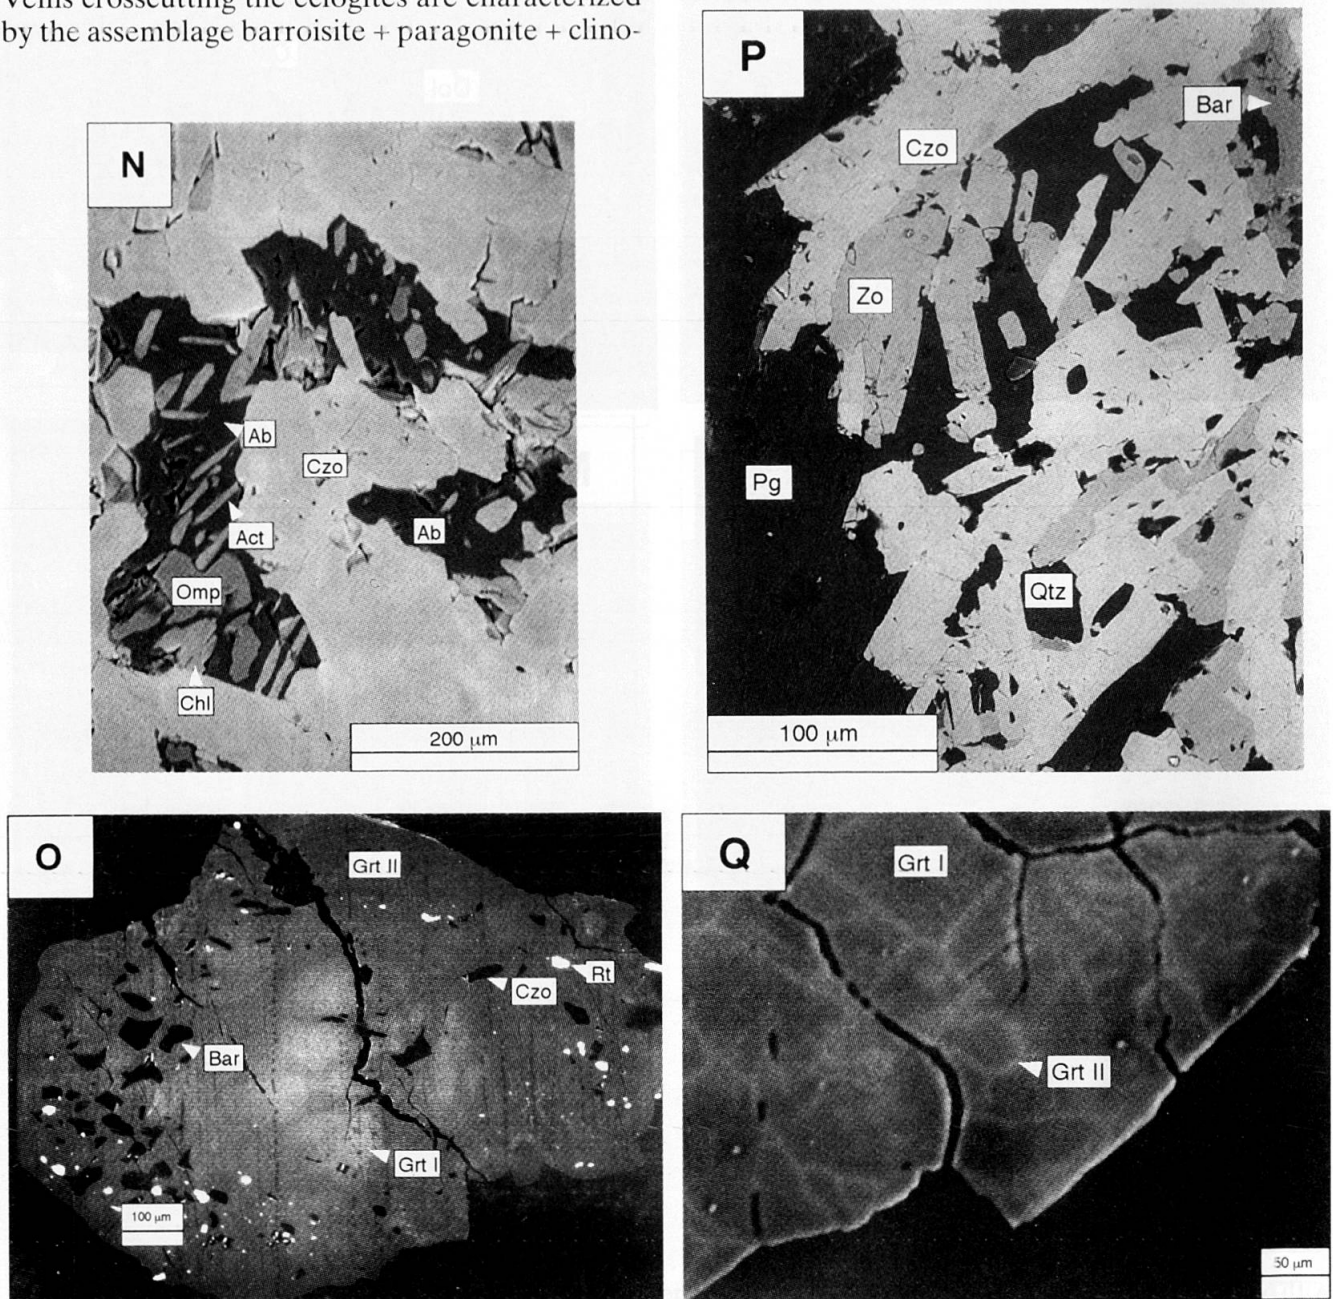 Veins crosscutting the eclogites are characterized
by the assemblage barroisite + paragonite + clino-
N
Ab
Czo
Ab
Act
Omp
Chl
200 μm
P
Bar
Czo
Zo
Pg
Qtz
100 μm
O
Grt II
Rt
Czo
Bar
Grt I
100 μm
Q
Grt I
Grt II
50 μm